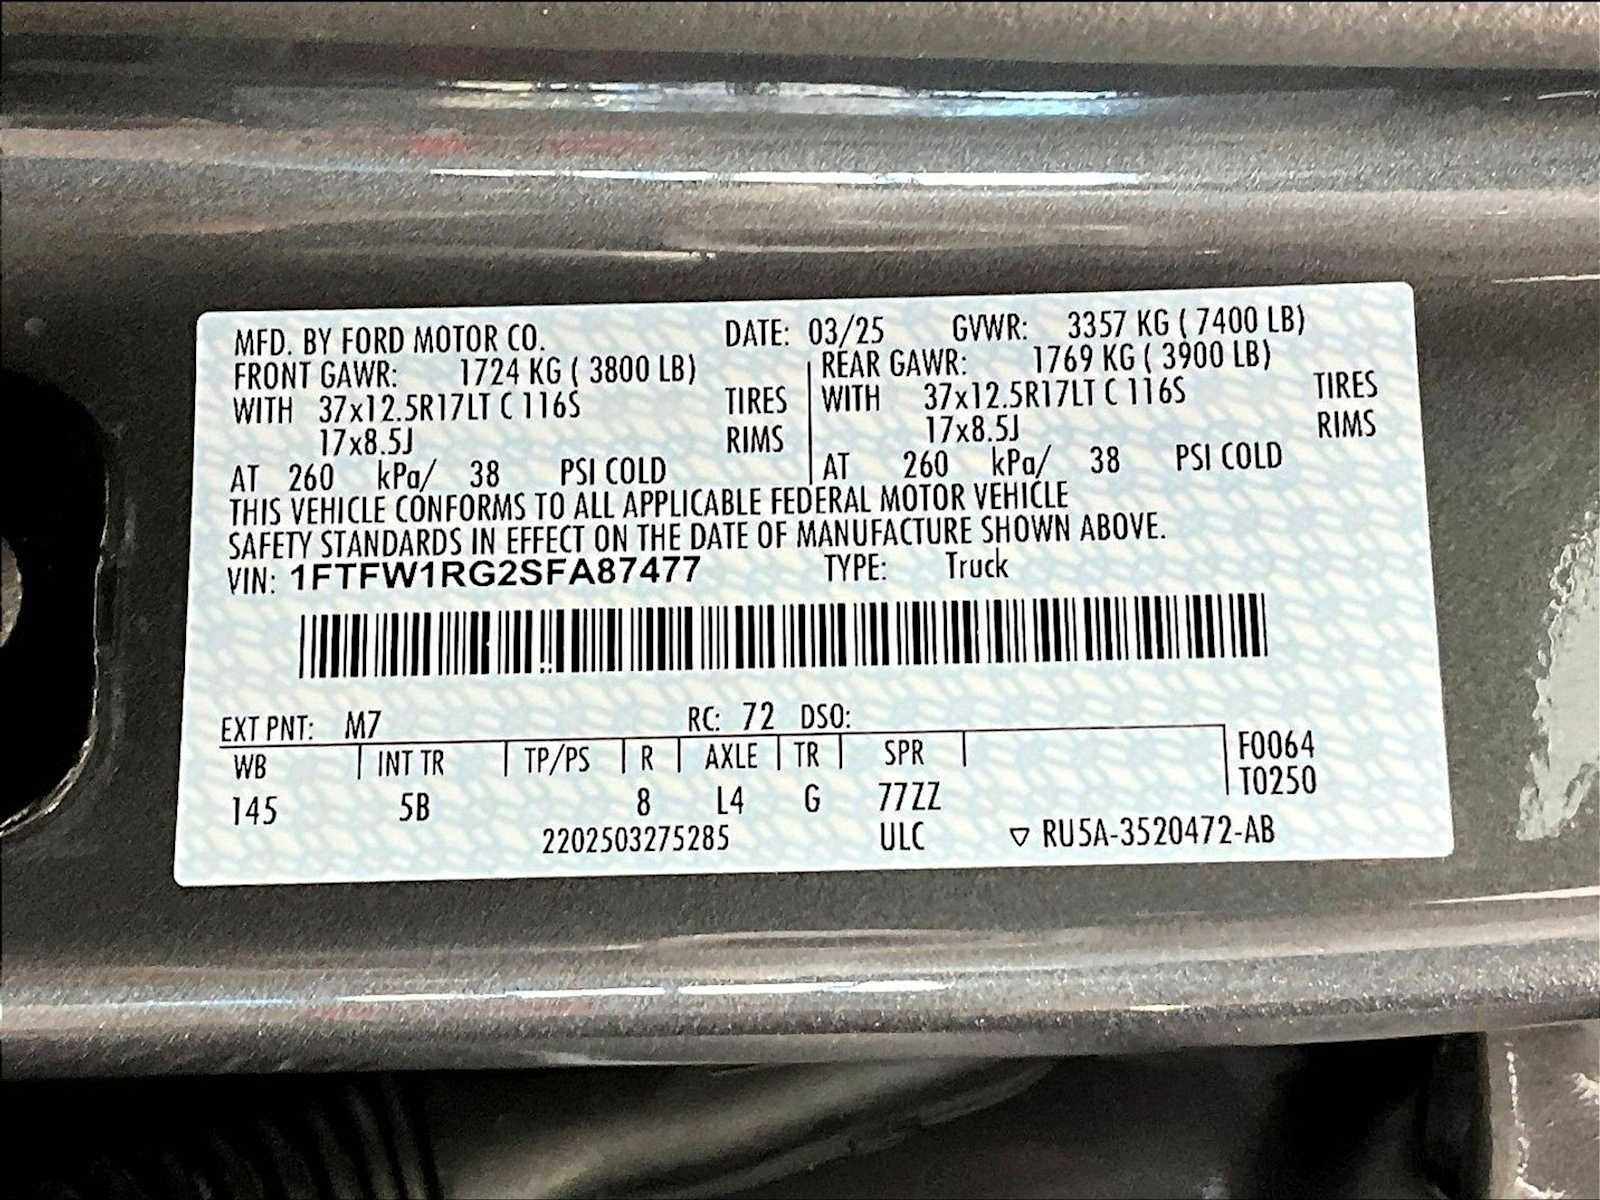 MFD. BY FORD MOTOR CO. DATE: 03/25 GVWR: 3357 KG ( 7400 LB)
FRONT GAWR: 1724 KG ( 3800 LB) REAR GAWR: 1769 KG ( 3900 LB)
WITH 37x12.5R17LT C 116S TIRES WITH 37x12.5R17LT C 116S TIRES
17x8.5J RIMS 17x8.5J RIMS
AT 260 kPa/ 38 PSI COLD AT 260 kPa/ 38 PSI COLD
THIS VEHICLE CONFORMS TO ALL APPLICABLE FEDERAL MOTOR VEHICLE
SAFETY STANDARDS IN EFFECT ON THE DATE OF MANUFACTURE SHOWN ABOVE.
VIN: 1FTFW1RG2SFA87477 TYPE: Truck
EXT PNT: M7 RC: 72 DSO:
WB INT TR TP/PS R AXLE TR SPR F0064
145 5B 8 L4 G 77ZZ T0250
2202503275285 ULC ▽ RU5A-3520472-AB